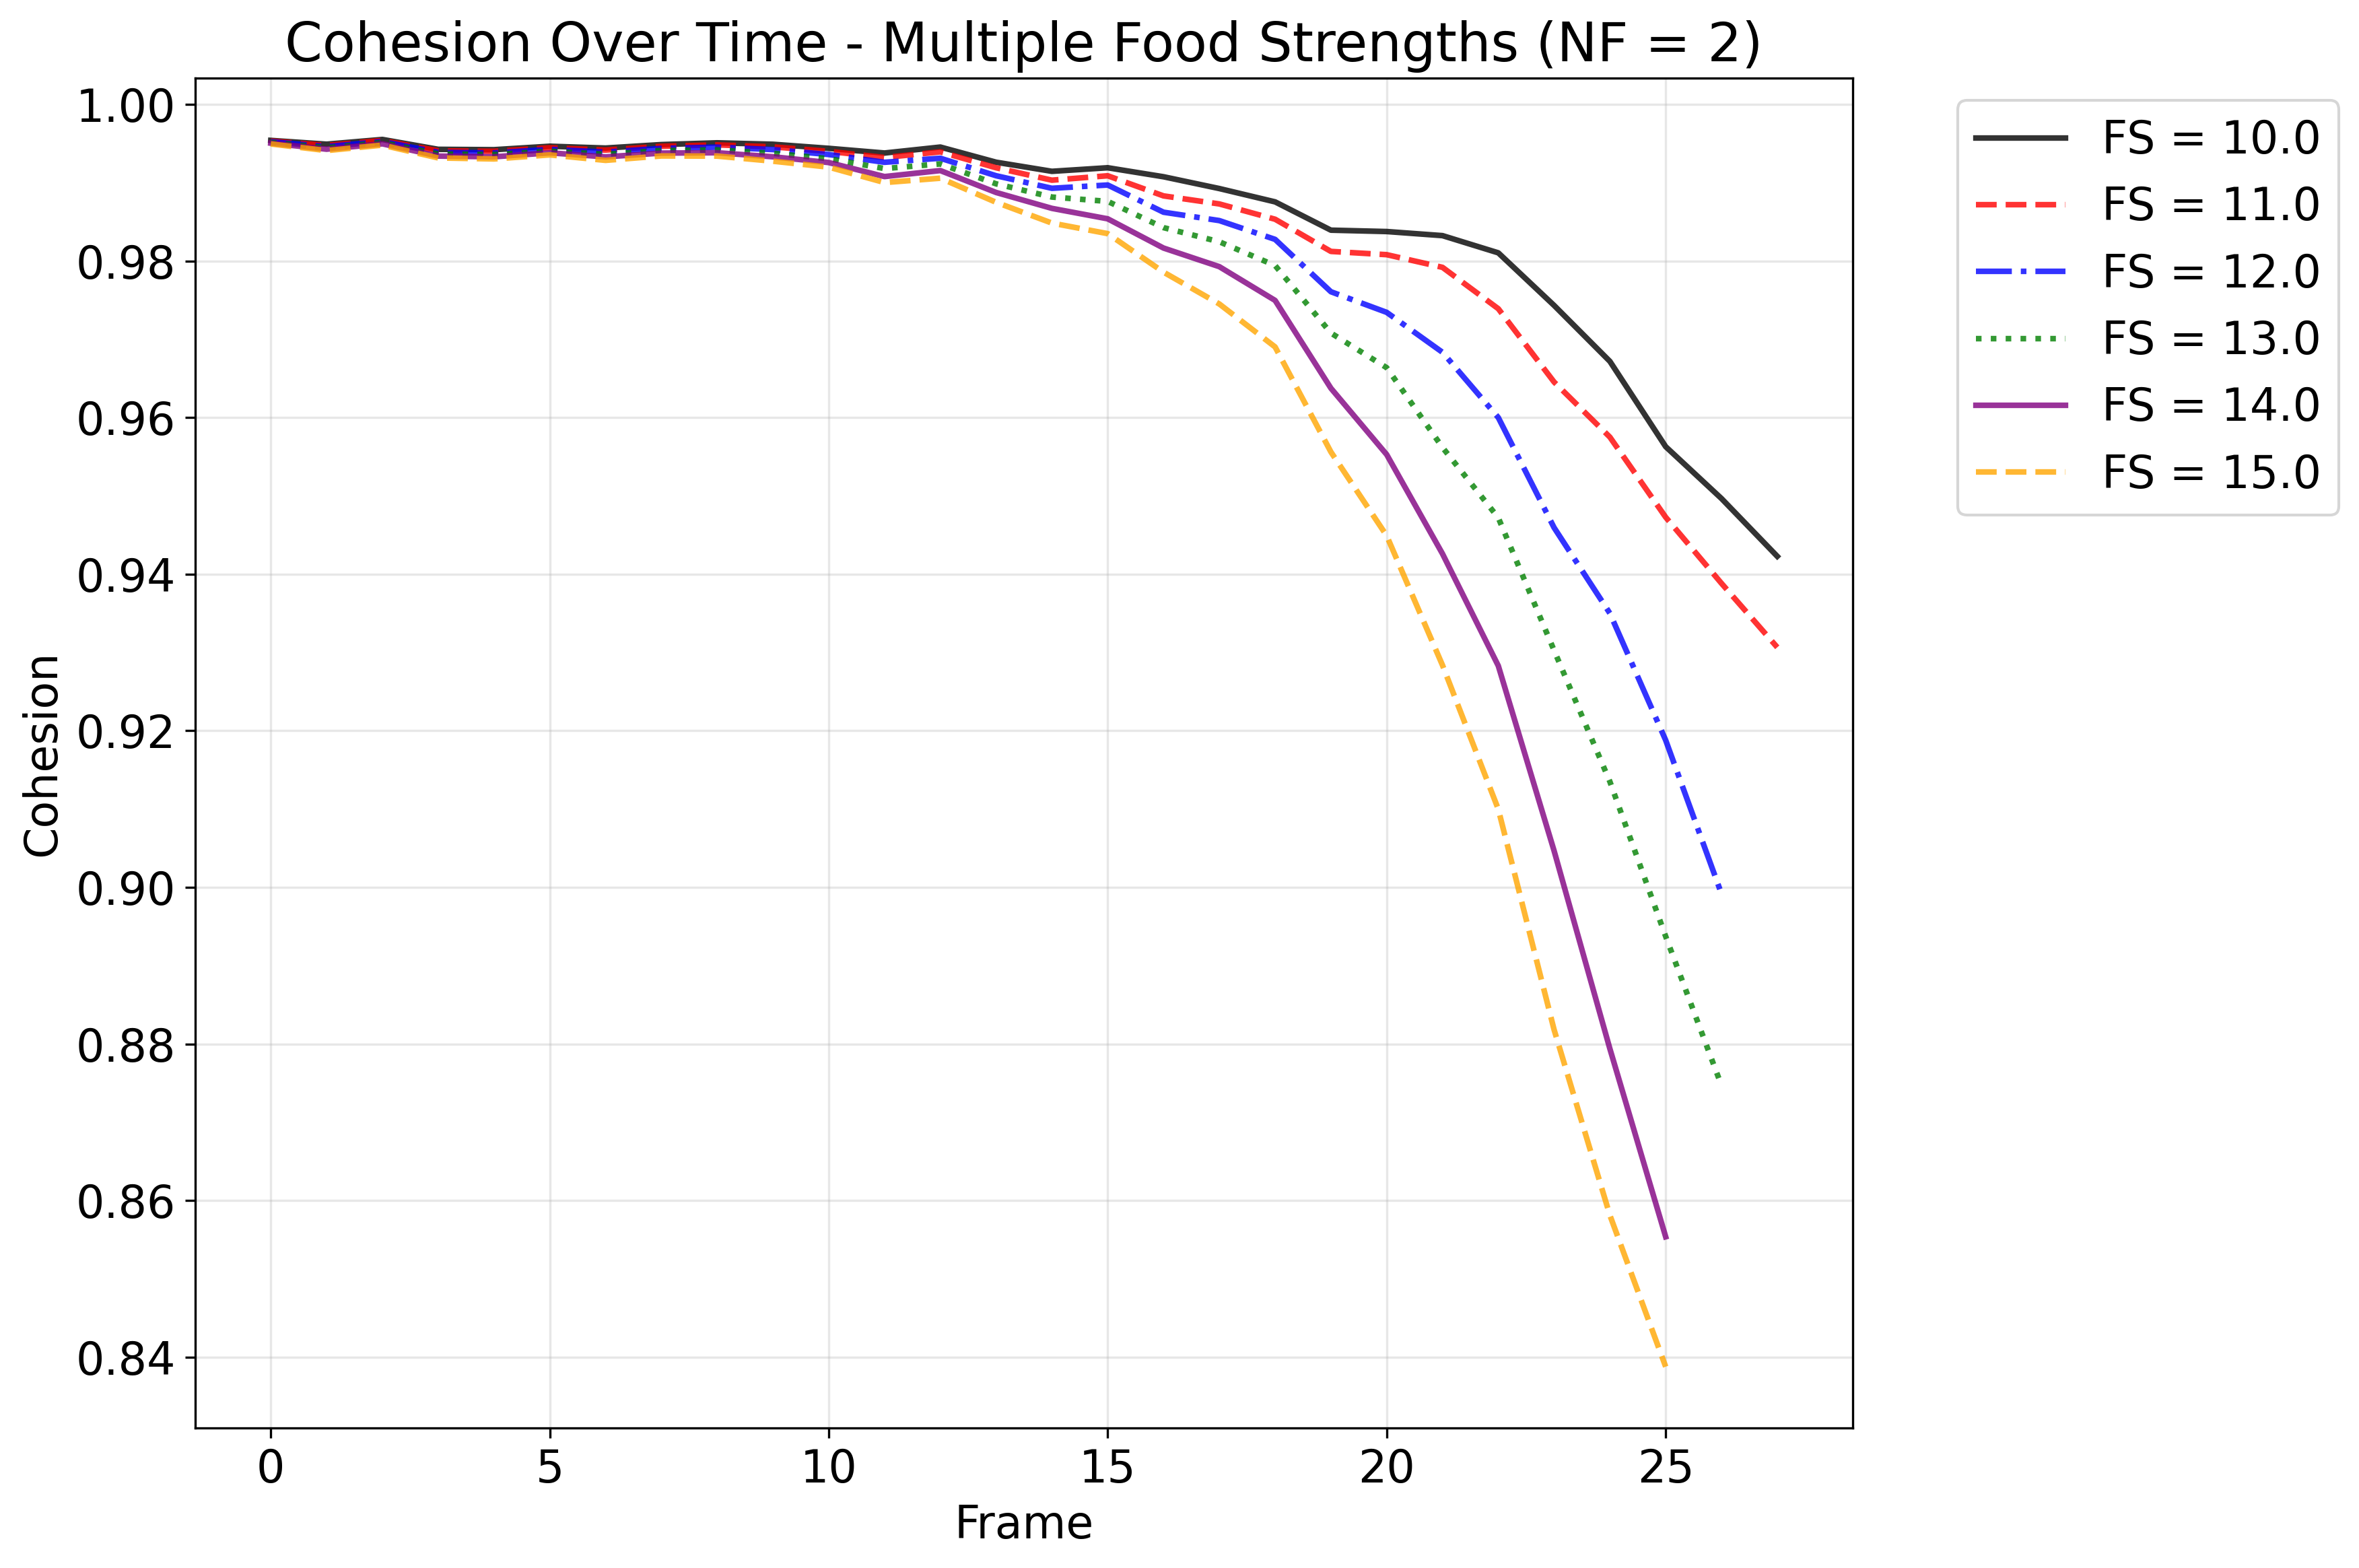 Cohesion Over Time - Multiple Food Strengths (NF = 2)
1.00
0.98
0.96
0.94
0.92
0.90
0.88
0.86
0.84
Cohesion
0 5 10 15 20 25
Frame
FS = 10.0
FS = 11.0
FS = 12.0
FS = 13.0
FS = 14.0
FS = 15.0